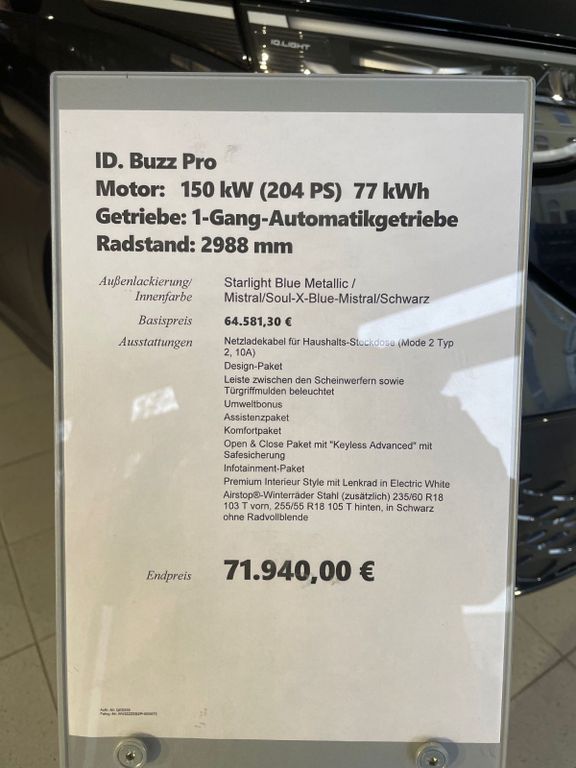 IQ.LIGHT
ID. Buzz Pro
Motor: 150 kW (204 PS) 77 kWh
Getriebe: 1-Gang-Automatikgetriebe
Radstand: 2988 mm
Außenlackierung/ Starlight Blue Metallic /
Innenfarbe Mistral/Soul-X-Blue-Mistral/Schwarz
Basispreis 64.581,30 €
Ausstattungen Netzladekabel für Haushalts-Steckdose (Mode 2 Typ
2, 10A)
Design-Paket
Leiste zwischen den Scheinwerfern sowie
Türgriffmulden beleuchtet
Umweltbonus
Assistenzpaket
Komfortpaket
Open & Close Paket mit "Keyless Advanced" mit
Safesicherung
Infotainment-Paket
Premium Interieur Style mit Lenkrad in Electric White
Airstop®-Winterräder Stahl (zusätzlich) 235/60 R18
103 T vorn, 255/55 R18 105 T hinten, in Schwarz
ohne Radvollblende
Endpreis 71.940,00 €